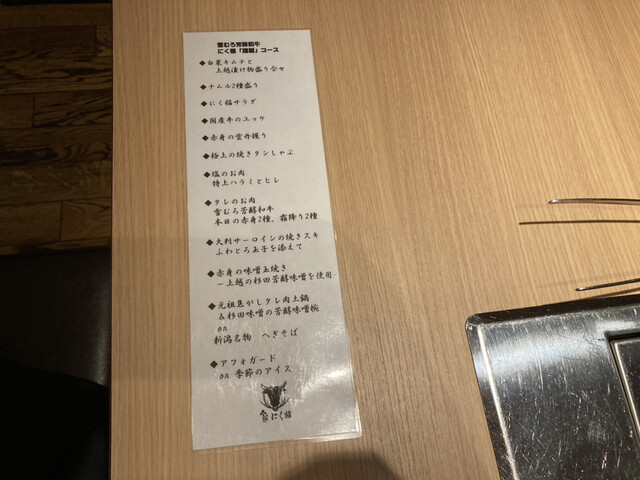 雪むろ芳醇和牛
にく福「謹製」コース
◆白菜キムチと
上越漬け物盛り合せ
◆ナムル2種盛り
◆にく福サラダ
◆国産牛のユッケ
◆赤身の雲丹握り
◆極上の焼きタンしゃぶ
◆塩のお肉
特上ハラミとヒレ
◆タレのお肉
雪むろ芳醇和牛
本日の赤身2種、霜降り2種
◆大判サーロインの焼きスキ
ふわとろ玉子を添えて
◆赤身の味噌玉焼き
―上越の杉田芳醇味噌を使用―
◆元祖焦がしタレ肉土鍋
&杉田味噌の芳醇味噌椀
on
新潟名物 へぎそば
◆アフォガード
on 季節のアイス
にく福